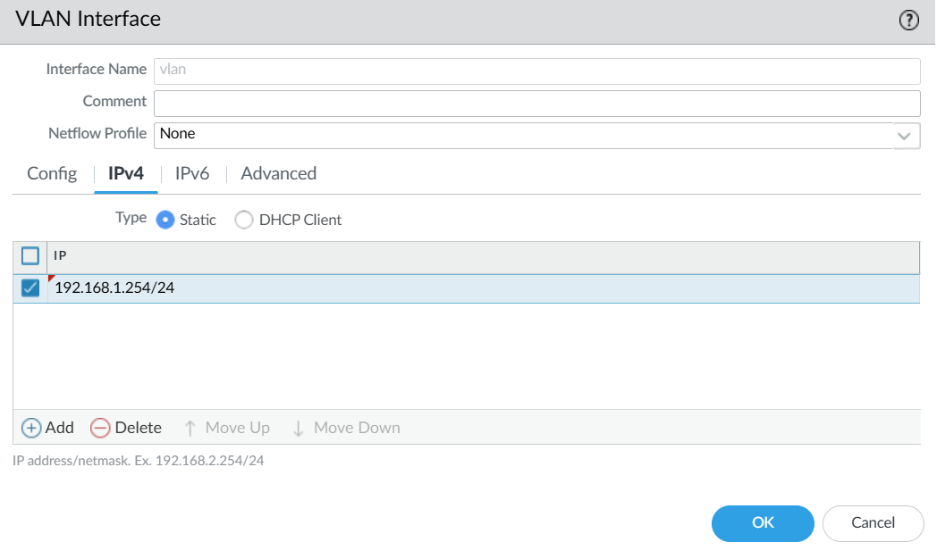 VLAN Interface
Interface Name vlan
Comment
Netflow Profile None
Config IPv4 IPv6 Advanced
Type Static DHCP Client
IP
192.168.1.254/24
Add Delete Move Up Move Down
IP address/netmask. Ex. 192.168.2.254/24
OK Cancel